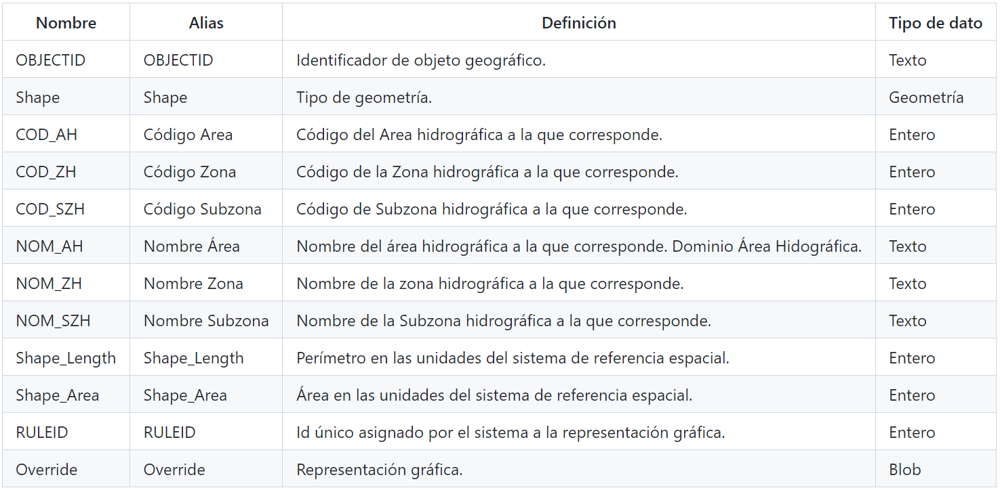 Nombre Alias Definición Tipo de dato
OBJECTID OBJECTID Identificador de objeto geográfico. Texto
Shape Shape Tipo de geometría. Geometría
COD_AH Código Area Código del Area hidrográfica a la que corresponde. Entero
COD_ZH Código Zona Código de la Zona hidrográfica a la que corresponde. Entero
COD_SZH Código Subzona Código de Subzona hidrográfica a la que corresponde. Entero
NOM_AH Nombre Área Nombre del área hidrográfica a la que corresponde. Dominio Área Hidográfica. Texto
NOM_ZH Nombre Zona Nombre de la zona hidrográfica a la que corresponde. Texto
NOM_SZH Nombre Subzona Nombre de la Subzona hidrográfica a la que corresponde. Texto
Shape_Length Shape_Length Perímetro en las unidades del sistema de referencia espacial. Entero
Shape_Area Shape_Area Área en las unidades del sistema de referencia espacial. Entero
RULEID RULEID Id único asignado por el sistema a la representación gráfica. Entero
Override Override Representación gráfica. Blob